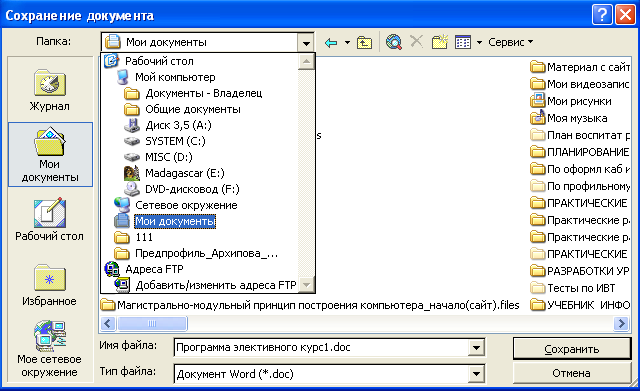 Сохранение документа
Папка:
Мои документы
Сервис
Журнал
Мои
документы
Рабочий стол
Избранное
Мое сетевое
окружение
Рабочий стол
Мой компьютер
Документы - Владелец
Общие документы
Диск 3,5 (A:)
SYSTEM (C:)
MISC (D:)
Madagascar (E:)
DVD-дисковод (F:)
Сетевое окружение
Мои документы
111
Предпрофиль_Архипова_...
Адреса FTP
Добавить/изменить адреса FTP
Магистрально-модульный принцип построения компьютера_начало(сайт).files
s
Материал с сайт
Мои видеозапис
Мои рисунки
Моя музыка
План воспитат р
ПЛАНИРОВАНИЕ
По оформл каб и
По профильному
ПРАКТИЧЕСКИЕ
Практические ра
Практические ра
ПРАКТИЧЕСКИЕ
РАЗРАБОТКИ УР
Тесты по ИВТ
УЧЕБНИК ИНФО
Имя файла:
Программа элективного курс1.doc
Сохранить
Тип файла:
Документ Word (*.doc)
Отмена